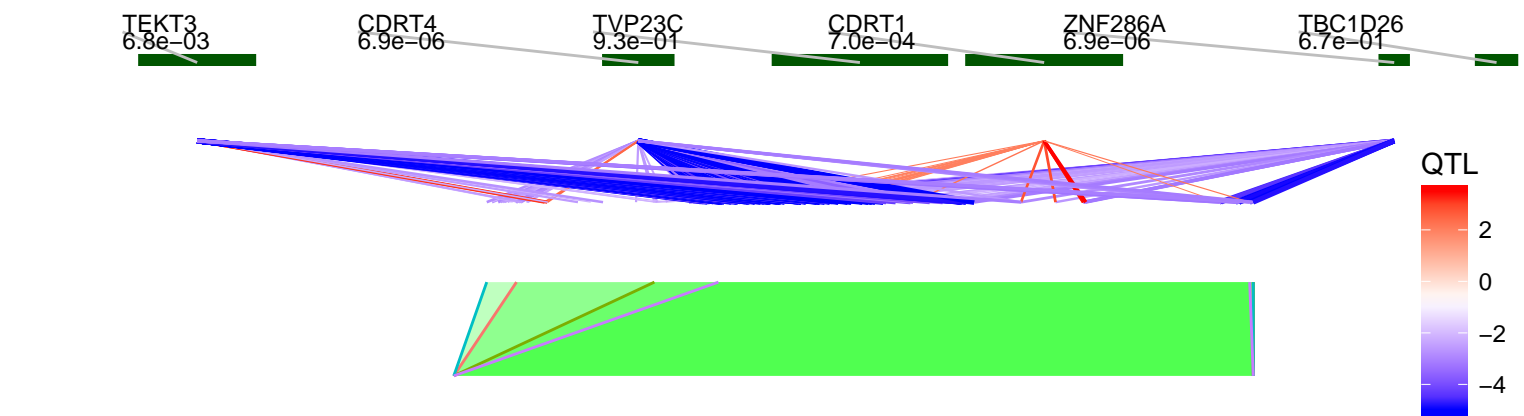 TEKT3 CDRT4 TVP23C CDRT1 ZNF286A TBC1D26
6.8e−03 6.9e−06 9.3e−01 7.0e−04 6.9e−06 6.7e−01
QTL
2
0
−2
−4